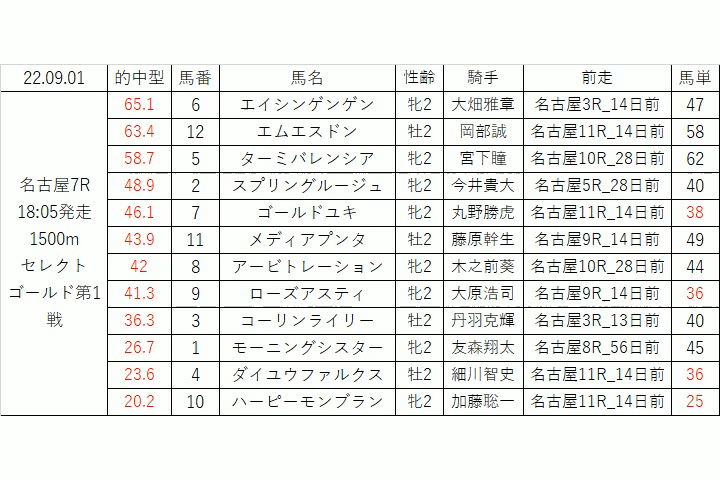 22.09.01 的中型 馬番 馬名 性齢 騎手 前走 馬単
名古屋7R
18:05発走
1500m
セレクト
ゴールド第1
戦
65.1 6 エイシンゲンゲン 牝2 大畑雅章 名古屋3R_14日前 47
63.4 12 エムエスドン 牡2 岡部誠 名古屋11R_14日前 58
58.7 5 ターミバレンシア 牝2 宮下瞳 名古屋10R_28日前 62
48.9 2 スプリングルージュ 牝2 今井貴大 名古屋5R_28日前 40
46.1 7 ゴールドユキ 牝2 丸野勝虎 名古屋11R_14日前 38
43.9 11 メディアプンタ 牡2 藤原幹生 名古屋9R_14日前 49
42 8 アービトレーション 牝2 木之前葵 名古屋10R_28日前 44
41.3 9 ローズアスティ 牝2 大原浩司 名古屋9R_14日前 36
36.3 3 コーリンライリー 牡2 丹羽克輝 名古屋3R_13日前 40
26.7 1 モーニングシスター 牝2 友森翔太 名古屋8R_56日前 45
23.6 4 ダイユウファルクス 牡2 細川智史 名古屋11R_14日前 36
20.2 10 ハーピーモンブラン 牝2 加藤聡一 名古屋11R_14日前 25